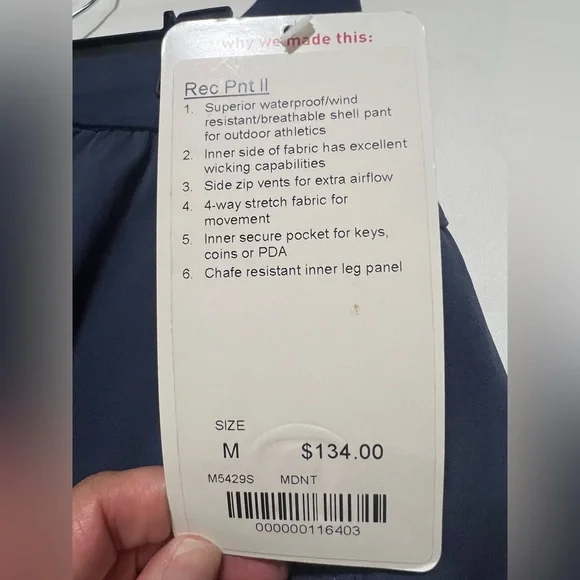 why we made this:
Rec Pnt II
1. Superior waterproof/wind
resistant/breathable shell pant
for outdoor athletics
2. Inner side of fabric has excellent
wicking capabilities
3. Side zip vents for extra airflow
4. 4-way stretch fabric for
movement
5. Inner secure pocket for keys,
coins or PDA
6. Chafe resistant inner leg panel
SIZE
M $134.00
M5429S MDNT
000000116403